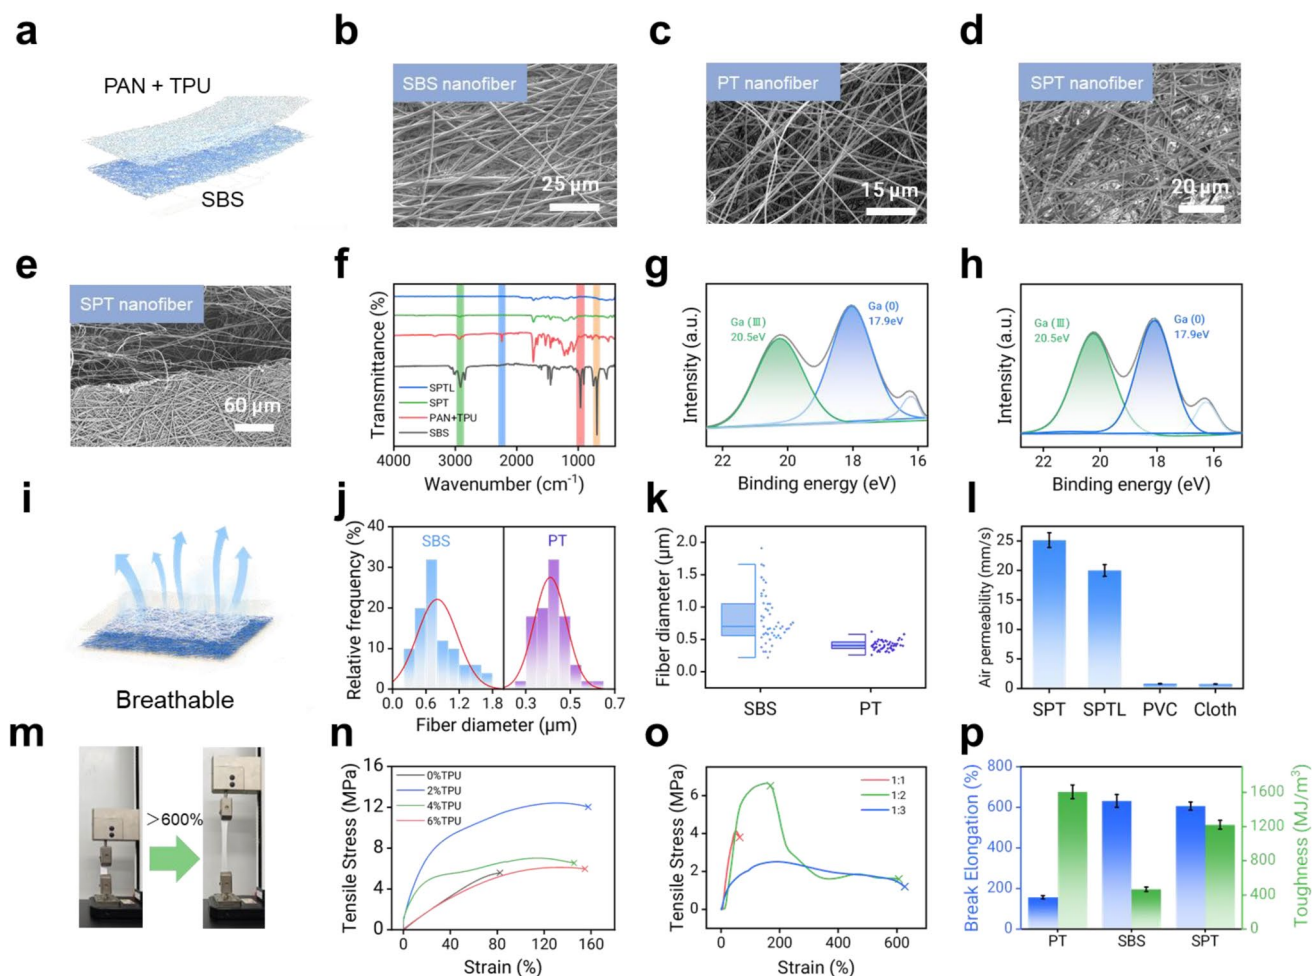 a
PAN + TPU
SBS
b
SBS nanofiber
25 μm
c
PT nanofiber
15 μm
d
SPT nanofiber
20 μm
e
SPT nanofiber
60 μm
f
Transmittance (%)
SPTL
SPT
PAN+TPU
SBS
4000 3000 2000 1000
Wavenumber (cm⁻¹)
g
Intensity (a.u.)
Ga (Ⅲ)
20.5eV
Ga (0)
17.9eV
22 20 18 16
Binding energy (eV)
h
Intensity (a.u.)
Ga (Ⅲ)
20.5eV
Ga (0)
17.9eV
22 20 18 16
Binding energy (eV)
i
Breathable
j
Relative frequency (%)
40
30
20
10
0
SBS
PT
0.0 0.6 1.2 1.8 0.3 0.5 0.7
Fiber diameter (μm)
k
Fiber diameter (μm)
2.0
1.5
1.0
0.5
0.0
SBS PT
l
Air permeability (mm/s)
25
20
15
10
5
0
SPT SPTL PVC Cloth
m
>600%
n
Tensile Stress (MPa)
16
12
8
4
0
0%TPU
2%TPU
4%TPU
6%TPU
0 40 80 120 160
Strain (%)
o
Tensile Stress (MPa)
6
4
2
0
1:1
1:2
1:3
0 200 400 600
Strain (%)
p
Break Elongation (%)
800
600
400
200
0
PT SBS SPT
1600
1200
800
400
0
Toughness (MJ/m³)